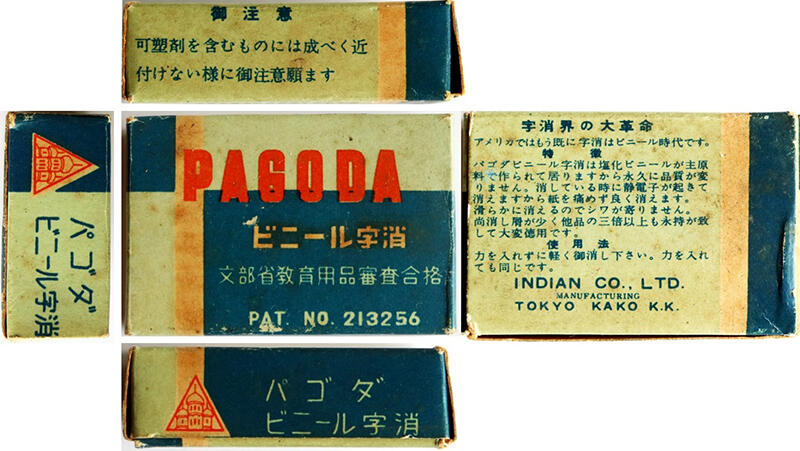 御注意
可塑剤を含むものには成べく近
付けない様に御注意願ます
パゴダ
ビニール字消
PAGODA
ビニール字消
文部省教育用品審査合格
PAT. NO. 213256
字消界の大革命
アメリカではもう既に字消はビニール時代です。
特徴
パゴダビニール字消は塩化ビニールが主原
料で作られて居りますから永久に品質が変
りません。消している時に静電子が起きて
消えますから紙を痛めず良く消えます。
滑らかに消えるのでシワが寄りません。
尚消し屑が少く他品の三倍以上も永持が致
して大変徳用です。
使用法
力を入れずに軽く御消し下さい。力を入れ
ても同じです。
INDIAN CO., LTD.
MANUFACTURING
TOKYO KAKO K.K.
パゴダ
ビニール字消